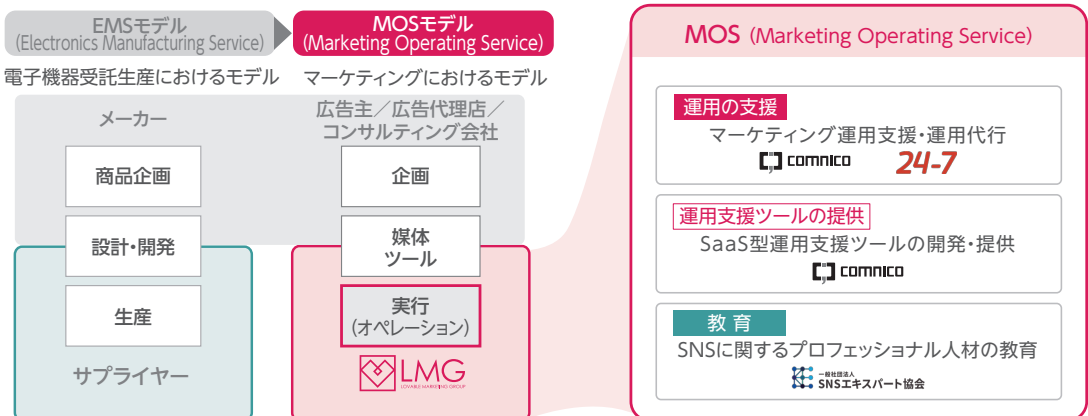 EMSモデル
(Electronics Manufacturing Service)
電子機器受託生産におけるモデル
メーカー
商品企画
設計・開発
生産
サプライヤー
MOSモデル
(Marketing Operating Service)
マーケティングにおけるモデル
広告主／広告代理店／
コンサルティング会社
企画
媒体
ツール
実行
(オペレーション)
LMG
LOVABLE MARKETING GROUP
MOS (Marketing Operating Service)
運用の支援
マーケティング運用支援・運用代行
comnico 24-7
運用支援ツールの提供
SaaS型運用支援ツールの開発・提供
comnico
教育
SNSに関するプロフェッショナル人材の教育
一般社団法人
SNSエキスパート協会